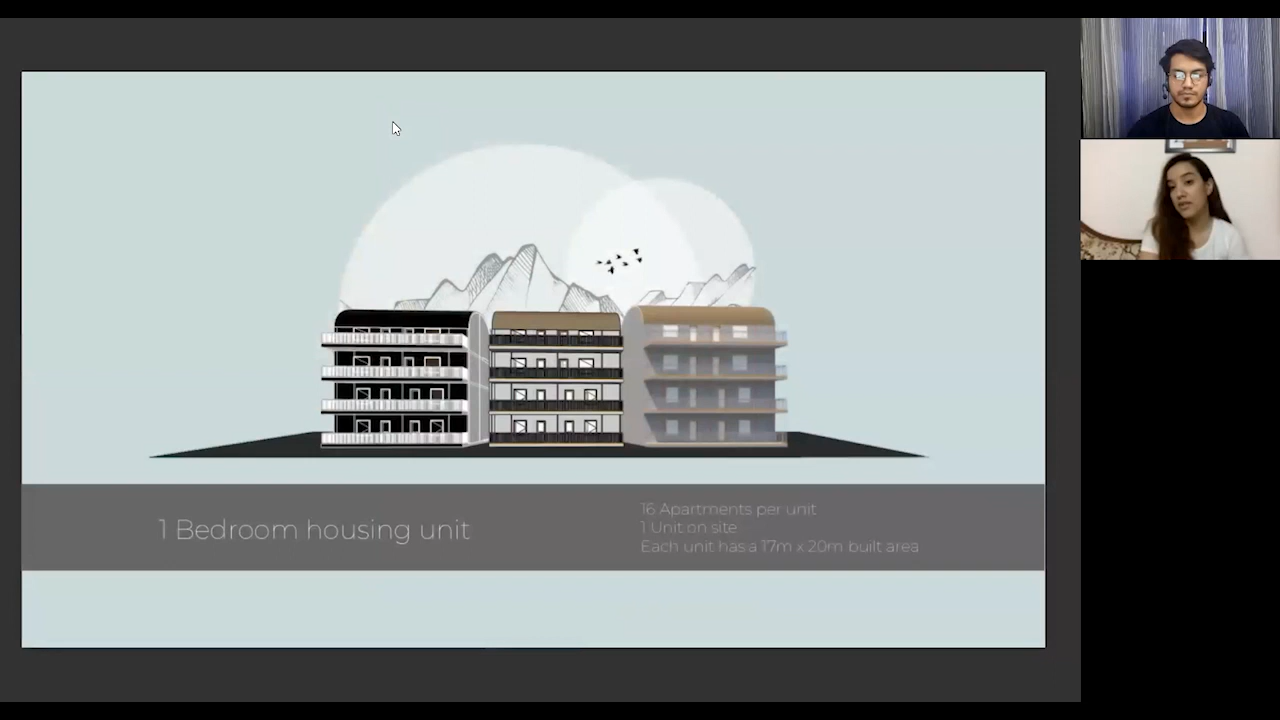 1 Bedroom housing unit
16 Apartments per unit
1 Unit on site
Each unit has a 17m x 20m built area